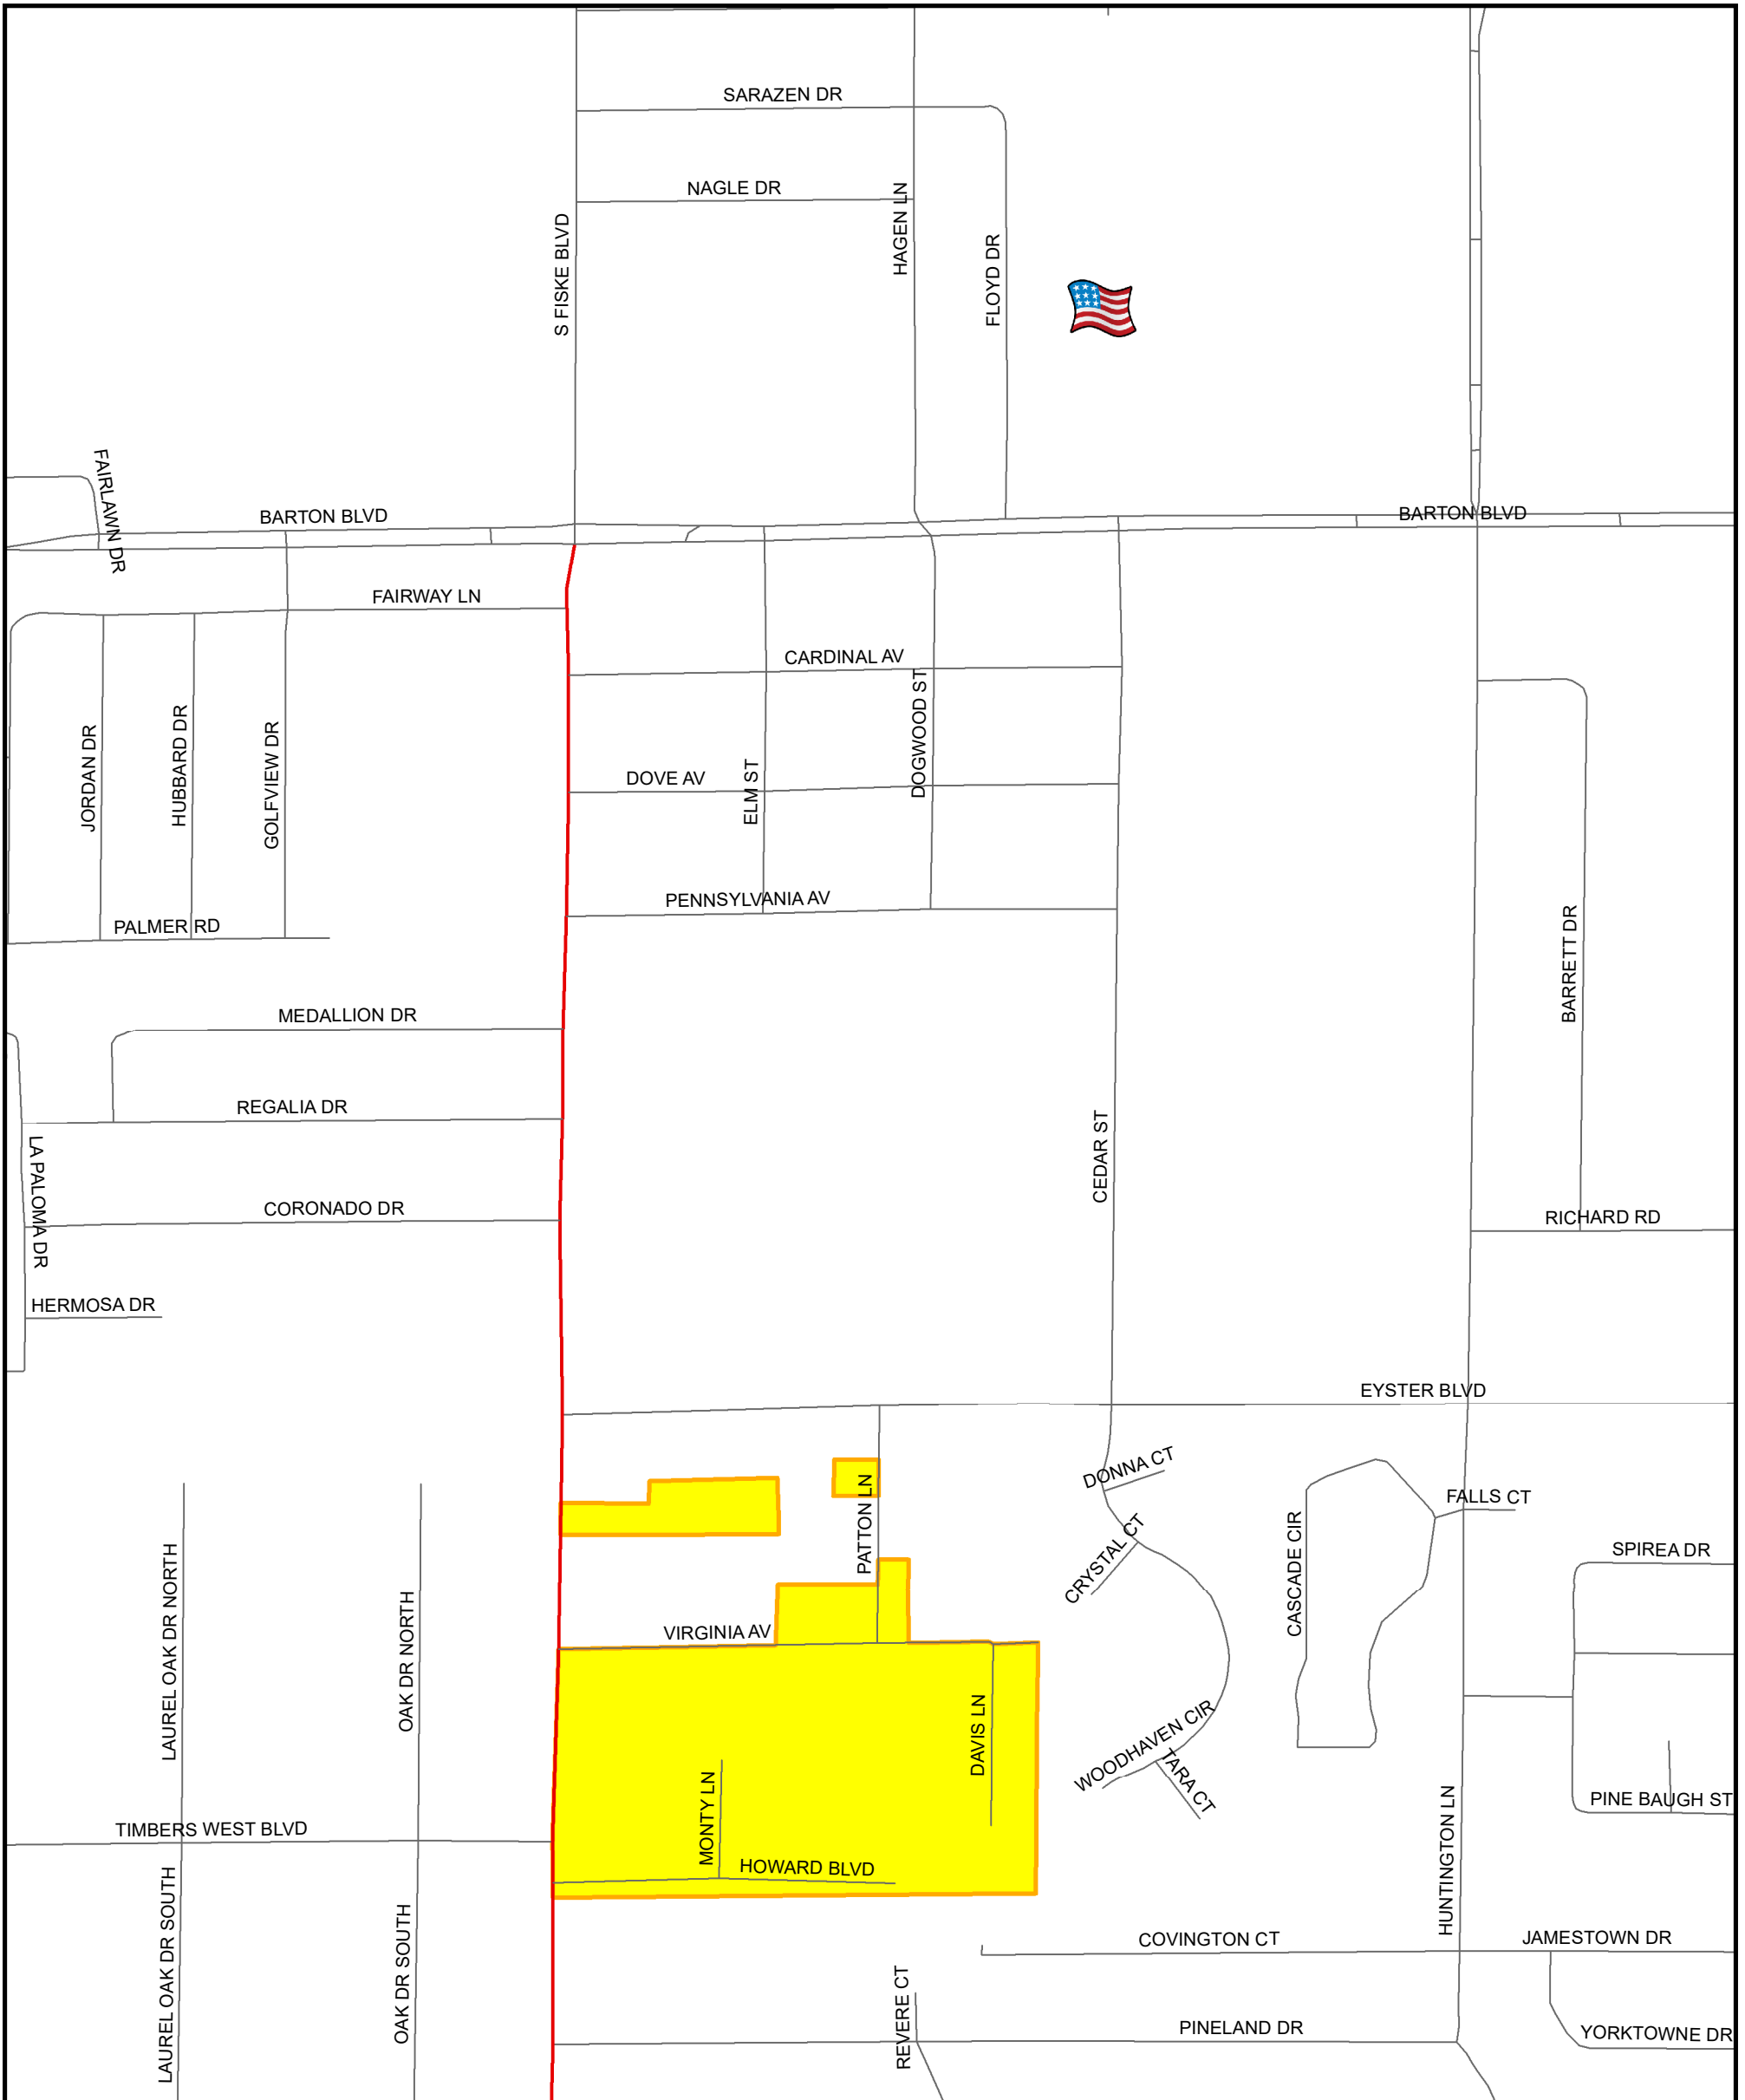 SARAZEN DR
NAGLE DR
HAGEN LN
S FISKE BLVD
FLOYD DR
FAIRLAWN DR
BARTON BLVD
BARTON BLVD
FAIRWAY LN
CARDINAL AV
DOGWOOD ST
JORDAN DR
HUBBARD DR
GOLFVIEW DR
DOVE AV
ELM ST
PENNSYLVANIA AV
PALMER RD
BARRETT DR
MEDALLION DR
REGALIA DR
CEDAR ST
LA PALOMA DR
CORONADO DR
RICHARD RD
HERMOSA DR
EYSTER BLVD
DONNA CT
PATTON LN
FALLS CT
CRYSTAL CT
CASCADE CIR
SPIREA DR
LAUREL OAK DR NORTH
OAK DR NORTH
VIRGINIA AV
DAVIS LN
WOODHAVEN CIR
TARA CT
MONTY LN
PINE BAUGH ST
TIMBERS WEST BLVD
HOWARD BLVD
HUNTINGTON LN
LAUREL OAK DR SOUTH
OAK DR SOUTH
COVINGTON CT
JAMESTOWN DR
REVERE CT
PINELAND DR
YORKTOWNE DR